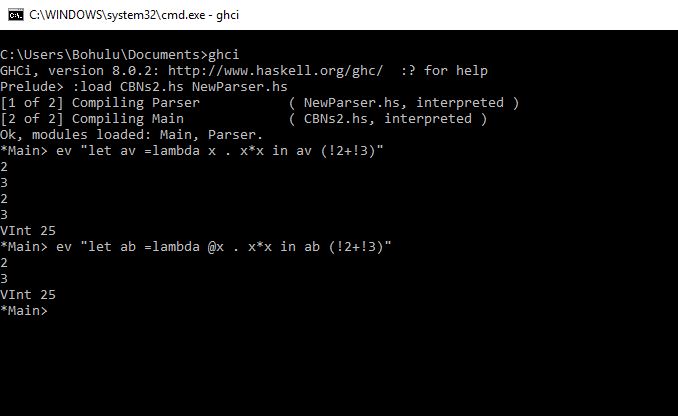 C:\WINDOWS\system32\cmd.exe - ghci
C:\Users\Bohulu\Documents>ghci
GHCi, version 8.0.2: http://www.haskell.org/ghc/  :? for help
Prelude> :load CBNs2.hs NewParser.hs
[1 of 2] Compiling Parser           ( NewParser.hs, interpreted )
[2 of 2] Compiling Main             ( CBNs2.hs, interpreted )
Ok, modules loaded: Main, Parser.
*Main> ev "let av =lambda x . x*x in av (!2+!3)"
2
3
2
3
VInt 25
*Main> ev "let ab =lambda @x . x*x in ab (!2+!3)"
2
3
VInt 25
*Main>